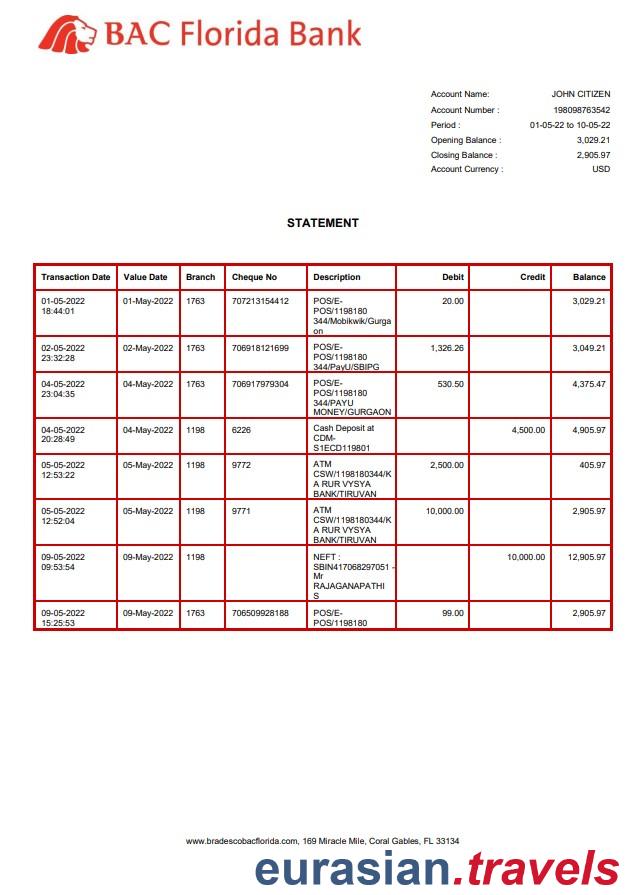 BAC Florida Bank
Account Name: JOHN CITIZEN
Account Number : 198098763542
Period : 01-05-22 to 10-05-22
Opening Balance : 3,029.21
Closing Balance : 2,905.97
Account Currency : USD
STATEMENT
Transaction Date Value Date Branch Cheque No Description Debit Credit Balance
01-05-2022 01-May-2022 1763 707213154412 POS/E- 20.00 3,029.21
18:44:01 POS/1198180
344/Mobikwik/Gurga
on
02-05-2022 02-May-2022 1763 706918121699 POS/E- 1,326.26 3,049.21
23:32:28 POS/1198180
344/PayU/SBIPG
04-05-2022 04-May-2022 1763 706917979304 POS/E- 530.50 4,375.47
23:04:35 POS/1198180
344/PAYU
MONEY/GURGAON
04-05-2022 04-May-2022 1198 6226 Cash Deposit at 4,500.00 4,905.97
20:28:49 CDM-
S1ECD119801
05-05-2022 05-May-2022 1198 9772 ATM 2,500.00 405.97
12:53:22 CSW/1198180344/K
A RUR VYSYA
BANK/TIRUVAN
05-05-2022 05-May-2022 1198 9771 ATM 10,000.00 2,905.97
12:52:04 CSW/1198180344/K
A RUR VYSYA
BANK/TIRUVAN
09-05-2022 09-May-2022 1198 NEFT : 10,000.00 12,905.97
09:53:54 SBIN417068297051 -
Mr
RAJAGANAPATHI
S
09-05-2022 09-May-2022 1763 706509928188 POS/E- 99.00 2,905.97
15:25:53 POS/1198180
www.bradescobacflorida.com, 169 Miracle Mile, Coral Gables, FL 33134
eurasian.travels